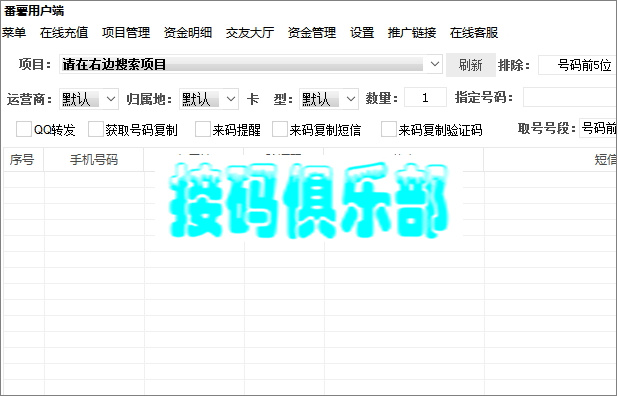 番薯用户端
菜单 在线充值 项目管理 资金明细 交友大厅 资金管理 设置 推广链接 在线客服
项目: 请在右边搜索项目 刷新 排除: 号码前5位
运营商: 默认 归属地: 默认 卡 型: 默认 数量: 1 指定号码:
QQ转发 获取号码复制 来码提醒 来码复制短信 来码复制验证码 取号号段: 号码前
序号 手机号码 短信
接码俱乐部